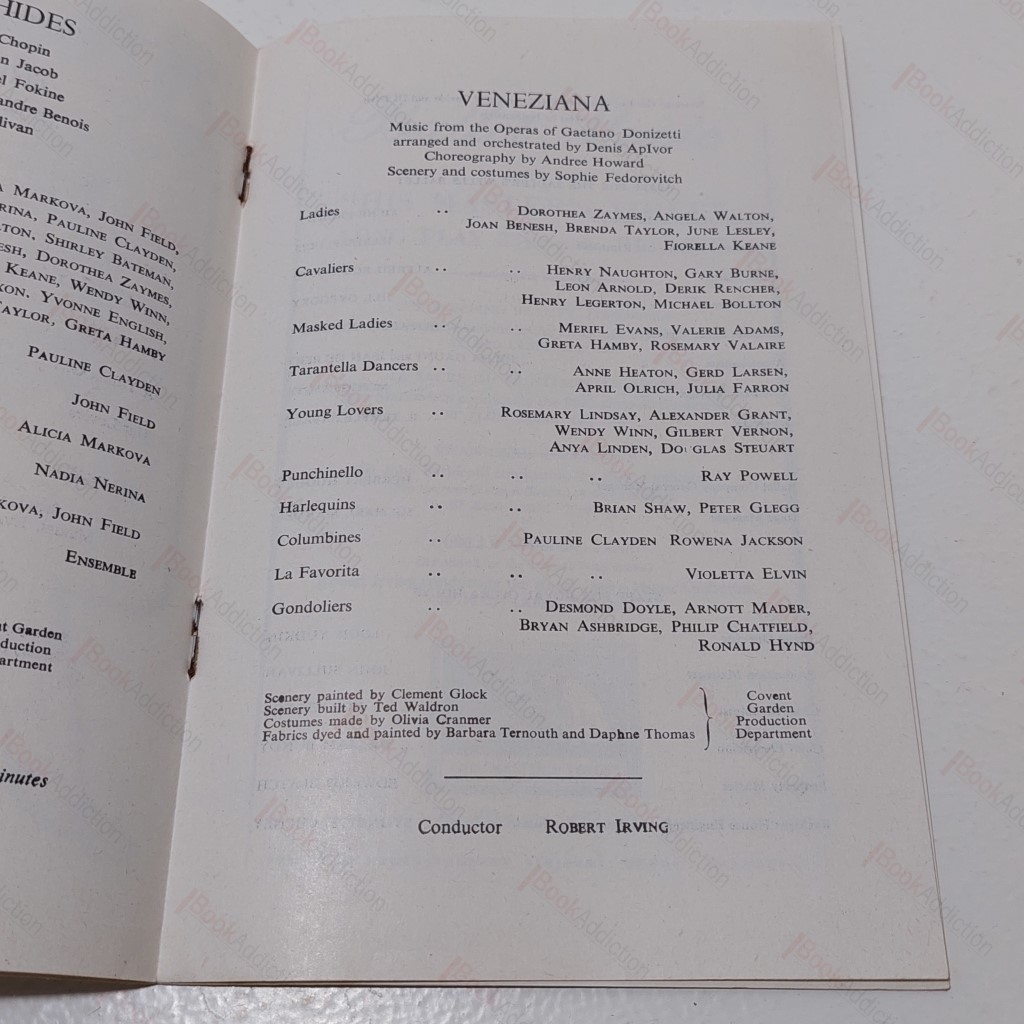 HIDES
Chopin
n Jacob
l Fokine
andre Benois
livan
A MARKOVA, JOHN FIELD,
RINA, PAULINE CLAYDEN,
TON, SHIRLEY BATEMAN,
ESH, DOROTHEA ZAYMES,
KEANE, WENDY WINN,
XON, YVONNE ENGLISH,
TAYLOR, GRETA HAMBY
PAULINE CLAYDEN
JOHN FIELD
ALICIA MARKOVA
NADIA NERINA
KOVA, JOHN FIELD
ENSEMBLE
t Garden
duction
artment
inutes
VENEZIANA
Music from the Operas of Gaetano Donizetti
arranged and orchestrated by Denis ApIvor
Choreography by Andree Howard
Scenery and costumes by Sophie Fedorovitch
Ladies .. DOROTHEA ZAYMES, ANGELA WALTON,
JOAN BENESH, BRENDA TAYLOR, JUNE LESLEY,
FIORELLA KEANE
Cavaliers .. .. HENRY NAUGHTON, GARY BURNE,
LEON ARNOLD, DERIK RENCHER,
HENRY LEGERTON, MICHAEL BOLLTON
Masked Ladies .. .. MERIEL EVANS, VALERIE ADAMS,
GRETA HAMBY, ROSEMARY VALAIRE
Tarantella Dancers .. .. ANNE HEATON, GERD LARSEN,
APRIL OLRICH, JULIA FARRON
Young Lovers .. ROSEMARY LINDSAY, ALEXANDER GRANT,
WENDY WINN, GILBERT VERNON,
ANYA LINDEN, DOUGLAS STEUART
Punchinello .. .. .. RAY POWELL
Harlequins .. .. BRIAN SHAW, PETER GLEGG
Columbines .. PAULINE CLAYDEN ROWENA JACKSON
La Favorita .. .. .. VIOLETTA ELVIN
Gondoliers .. .. DESMOND DOYLE, ARNOTT MADER,
BRYAN ASHBRIDGE, PHILIP CHATFIELD,
RONALD HYND
Scenery painted by Clement Glock
Scenery built by Ted Waldron
Costumes made by Olivia Cranmer
Fabrics dyed and painted by Barbara Ternouth and Daphne Thomas
Covent
Garden
Production
Department
Conductor ROBERT IRVING